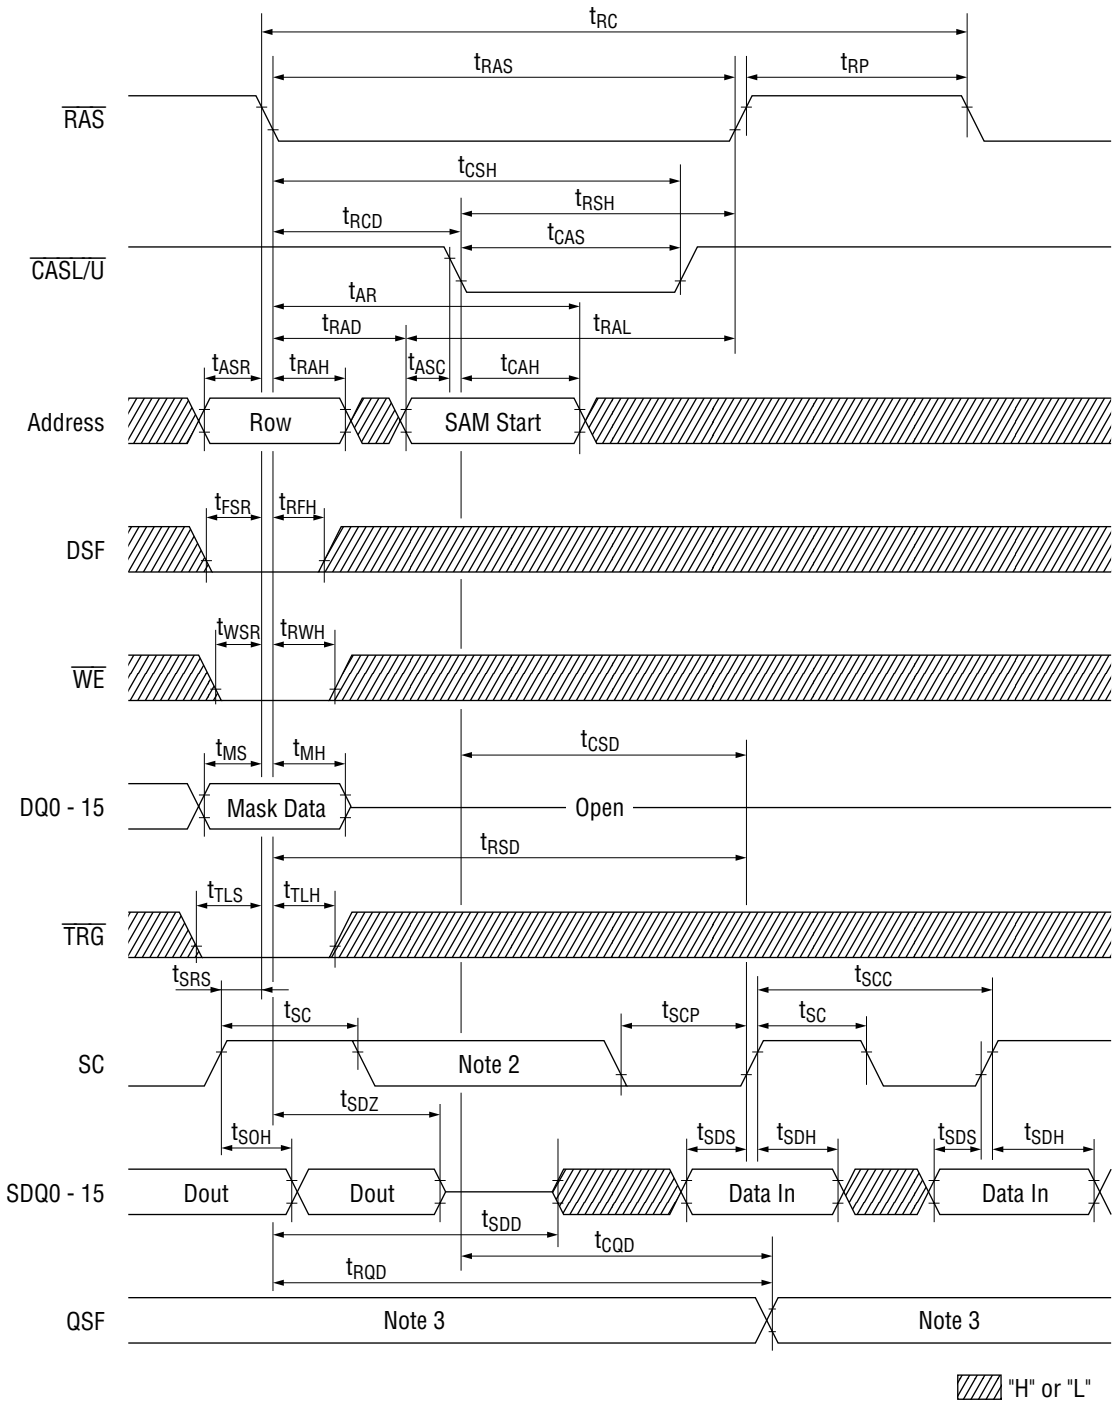 tRC
tRAS
tRP
RAS
tCSH
tRSH
tRCD
tCAS
CASL/U
tAR
tRAD
tRAL
tASR
tRAH
tASC
tCAH
Address
Row
SAM Start
tFSR
tRFH
DSF
tWSR
tRWH
WE
tCSD
tMS
tMH
DQ0 - 15
Mask Data
Open
tRSD
tTLS
tTLH
TRG
tSRS
tSCC
tSC
tSCP
tSC
SC
Note 2
tSDZ
tSOH
tSDS
tSDH
tSDS
tSDH
SDQ0 - 15
Dout
Dout
Data In
Data In
tSDD
tCQD
tRQD
QSF
Note 3
Note 3
"H" or "L"